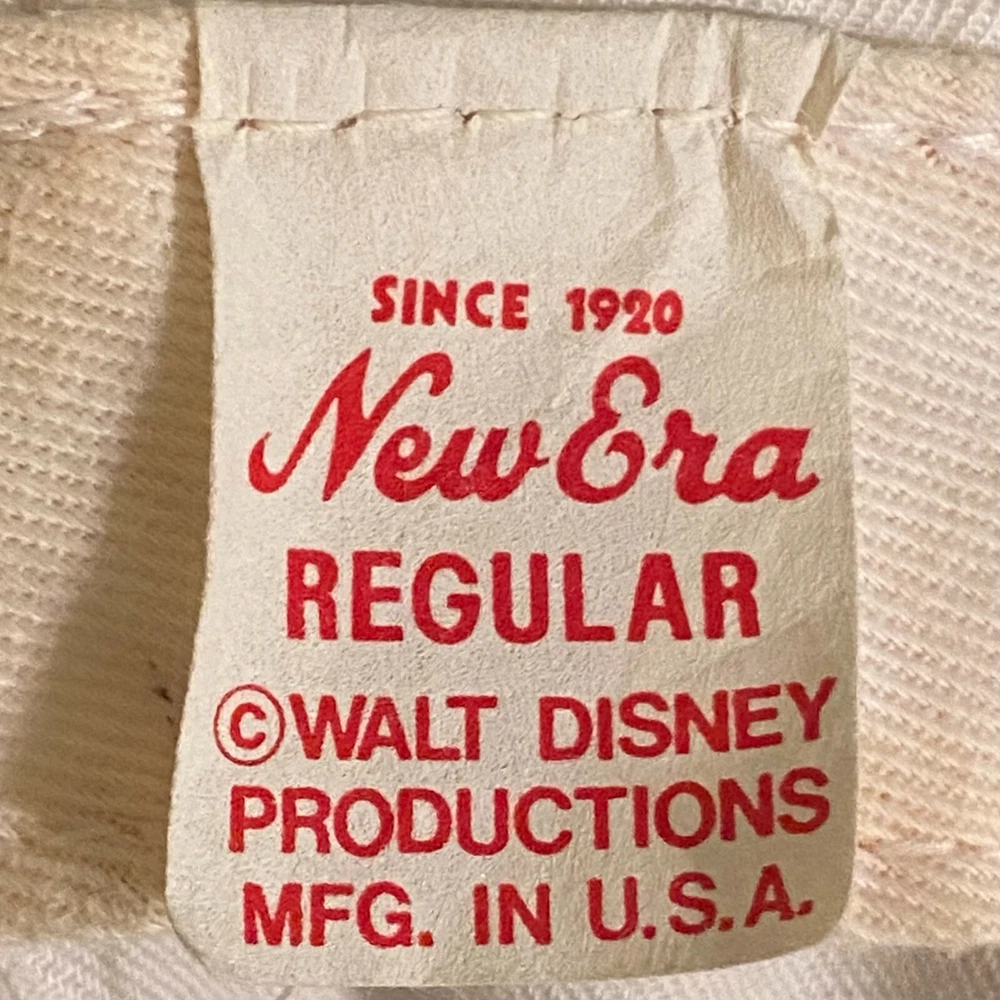 SINCE 1920
New Era
REGULAR
©WALT DISNEY
PRODUCTIONS
MFG. IN U.S.A.